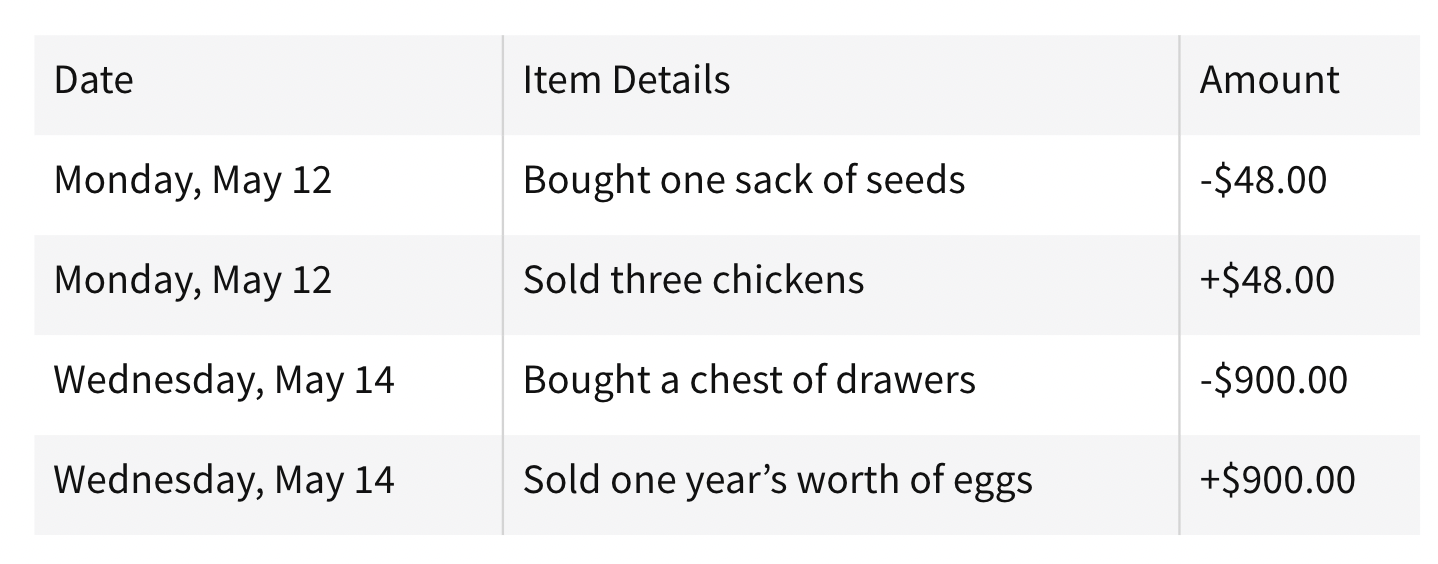 Date Item Details Amount
Monday, May 12 Bought one sack of seeds -$48.00
Monday, May 12 Sold three chickens +$48.00
Wednesday, May 14 Bought a chest of drawers -$900.00
Wednesday, May 14 Sold one year’s worth of eggs +$900.00